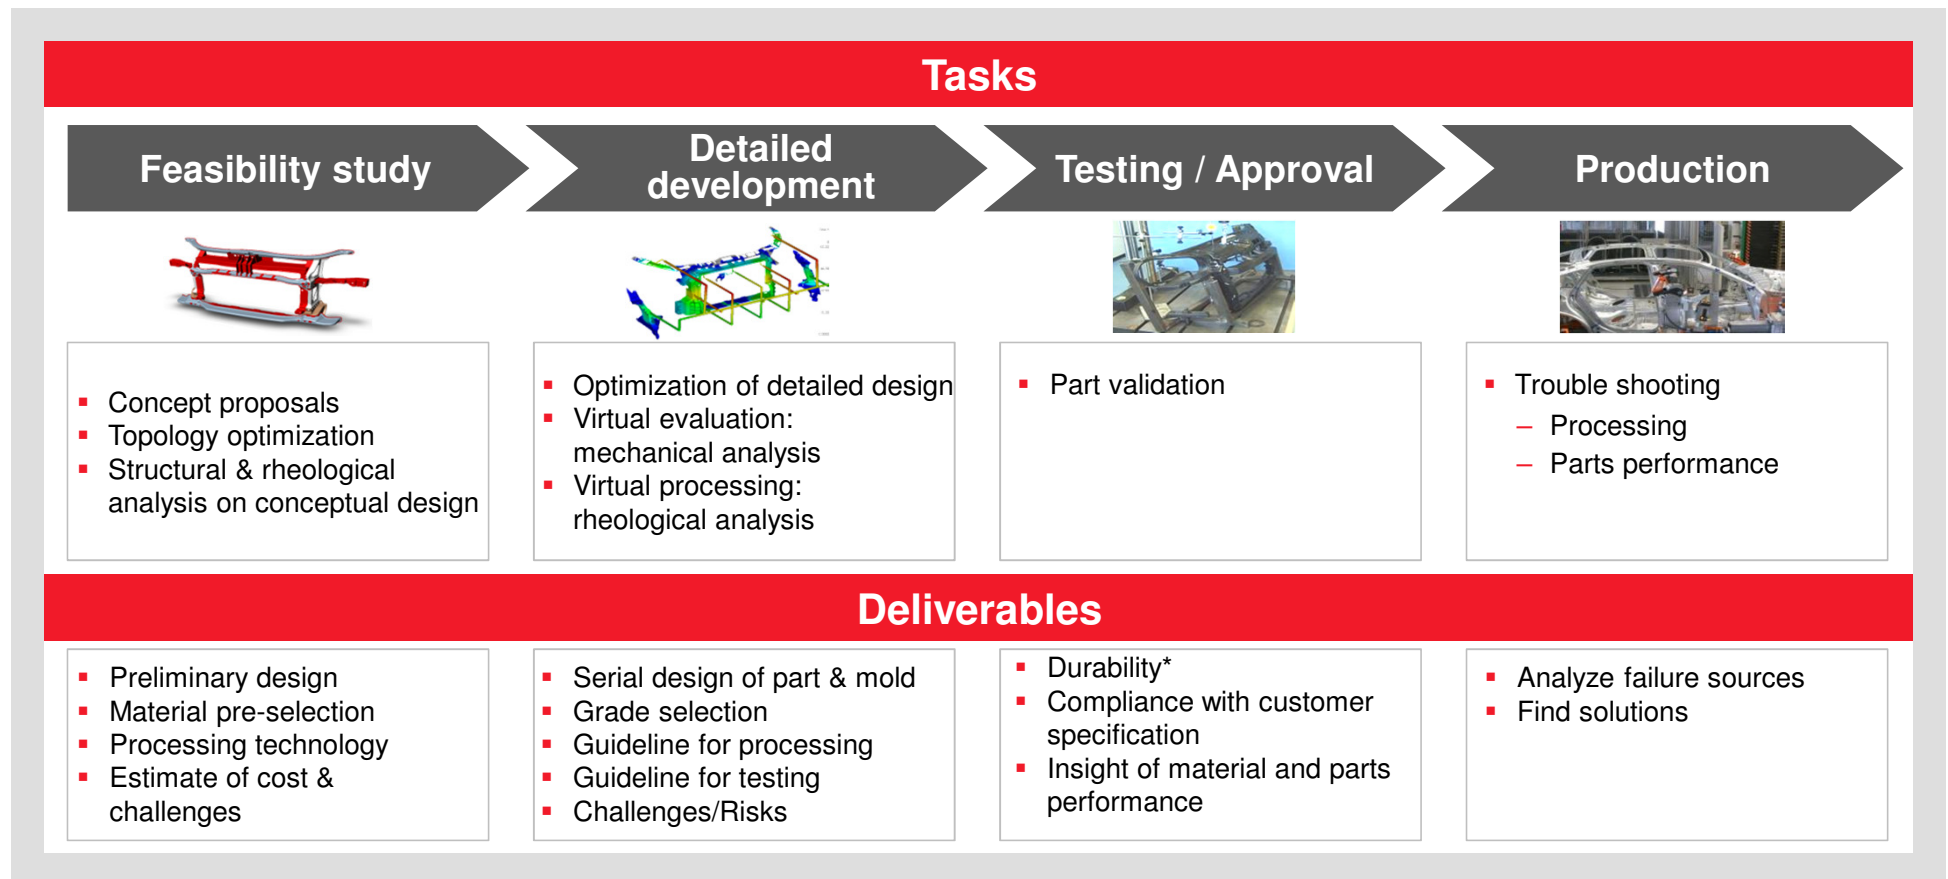 Tasks
Feasibility study
Detailed
development
Testing / Approval
Production
▪ Concept proposals
▪ Topology optimization
▪ Structural & rheological
analysis on conceptual design
▪ Optimization of detailed design
▪ Virtual evaluation:
mechanical analysis
▪ Virtual processing:
rheological analysis
▪ Part validation
▪ Trouble shooting
– Processing
– Parts performance
Deliverables
▪ Preliminary design
▪ Material pre-selection
▪ Processing technology
▪ Estimate of cost &
challenges
▪ Serial design of part & mold
▪ Grade selection
▪ Guideline for processing
▪ Guideline for testing
▪ Challenges/Risks
▪ Durability*
▪ Compliance with customer
specification
▪ Insight of material and parts
performance
▪ Analyze failure sources
▪ Find solutions